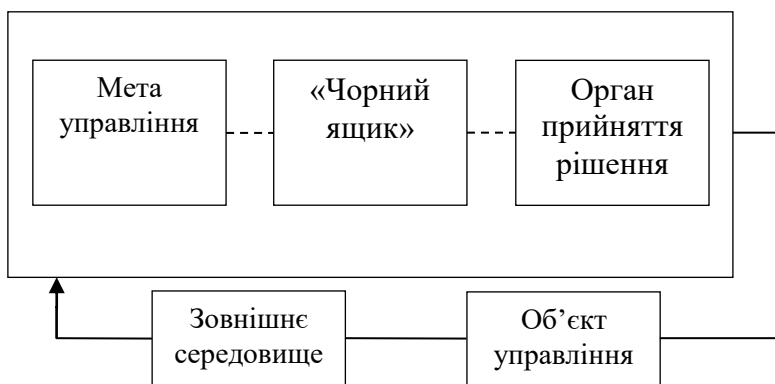 Мета
управління
«Чорний
ящик»
Орган
прийняття
рішення
Зовнішнє
середовище
Об’єкт
управління